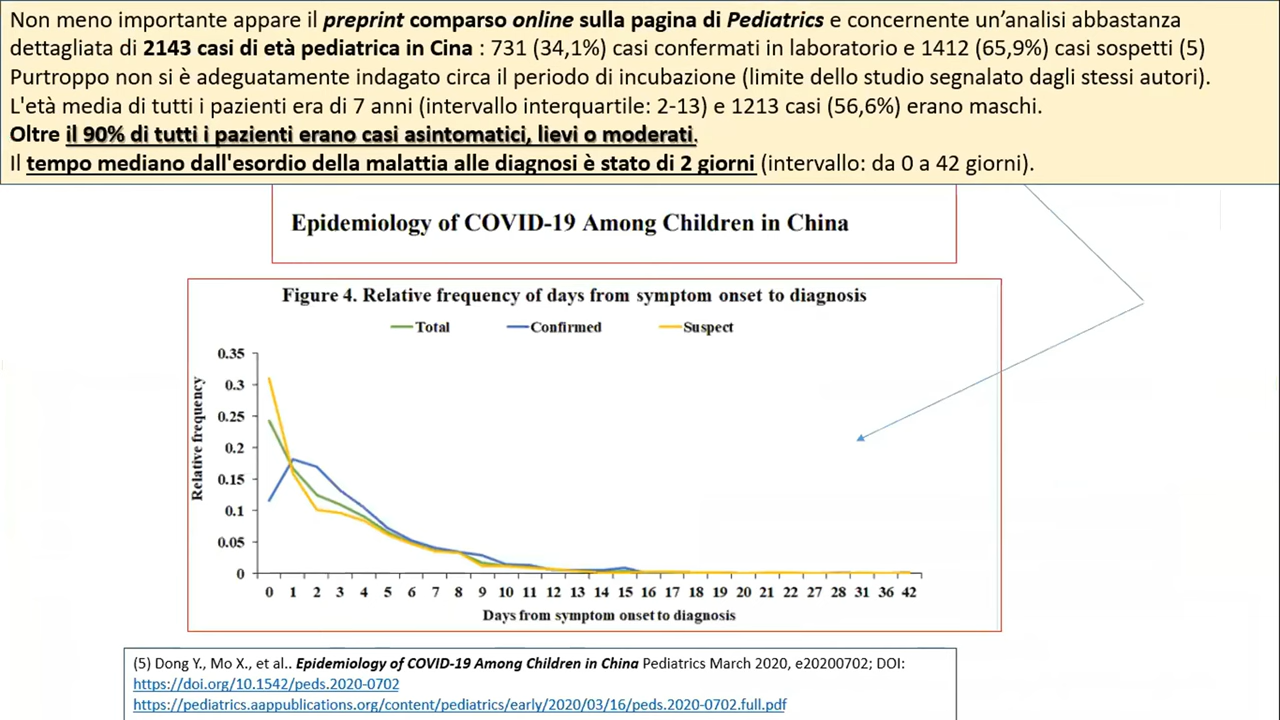 Non meno importante appare il preprint comparso online sulla pagina di Pediatrics e concernente un’analisi abbastanza
dettagliata di 2143 casi di età pediatrica in Cina : 731 (34,1%) casi confermati in laboratorio e 1412 (65,9%) casi sospetti (5)
Purtroppo non si è adeguatamente indagato circa il periodo di incubazione (limite dello studio segnalato dagli stessi autori).
L'età media di tutti i pazienti era di 7 anni (intervallo interquartile: 2-13) e 1213 casi (56,6%) erano maschi.
Oltre il 90% di tutti i pazienti erano casi asintomatici, lievi o moderati.
Il tempo mediano dall'esordio della malattia alle diagnosi è stato di 2 giorni (intervallo: da 0 a 42 giorni).
Epidemiology of COVID-19 Among Children in China
Figure 4. Relative frequency of days from symptom onset to diagnosis
Total Confirmed Suspect
Relative frequency
0.35
0.3
0.25
0.2
0.15
0.1
0.05
0
0 1 2 3 4 5 6 7 8 9 10 11 12 13 14 15 16 17 18 19 20 21 22 27 28 31 36 42
Days from symptom onset to diagnosis
(5) Dong Y., Mo X., et al.. Epidemiology of COVID-19 Among Children in China Pediatrics March 2020, e20200702; DOI:
https://doi.org/10.1542/peds.2020-0702
https://pediatrics.aappublications.org/content/pediatrics/early/2020/03/16/peds.2020-0702.full.pdf